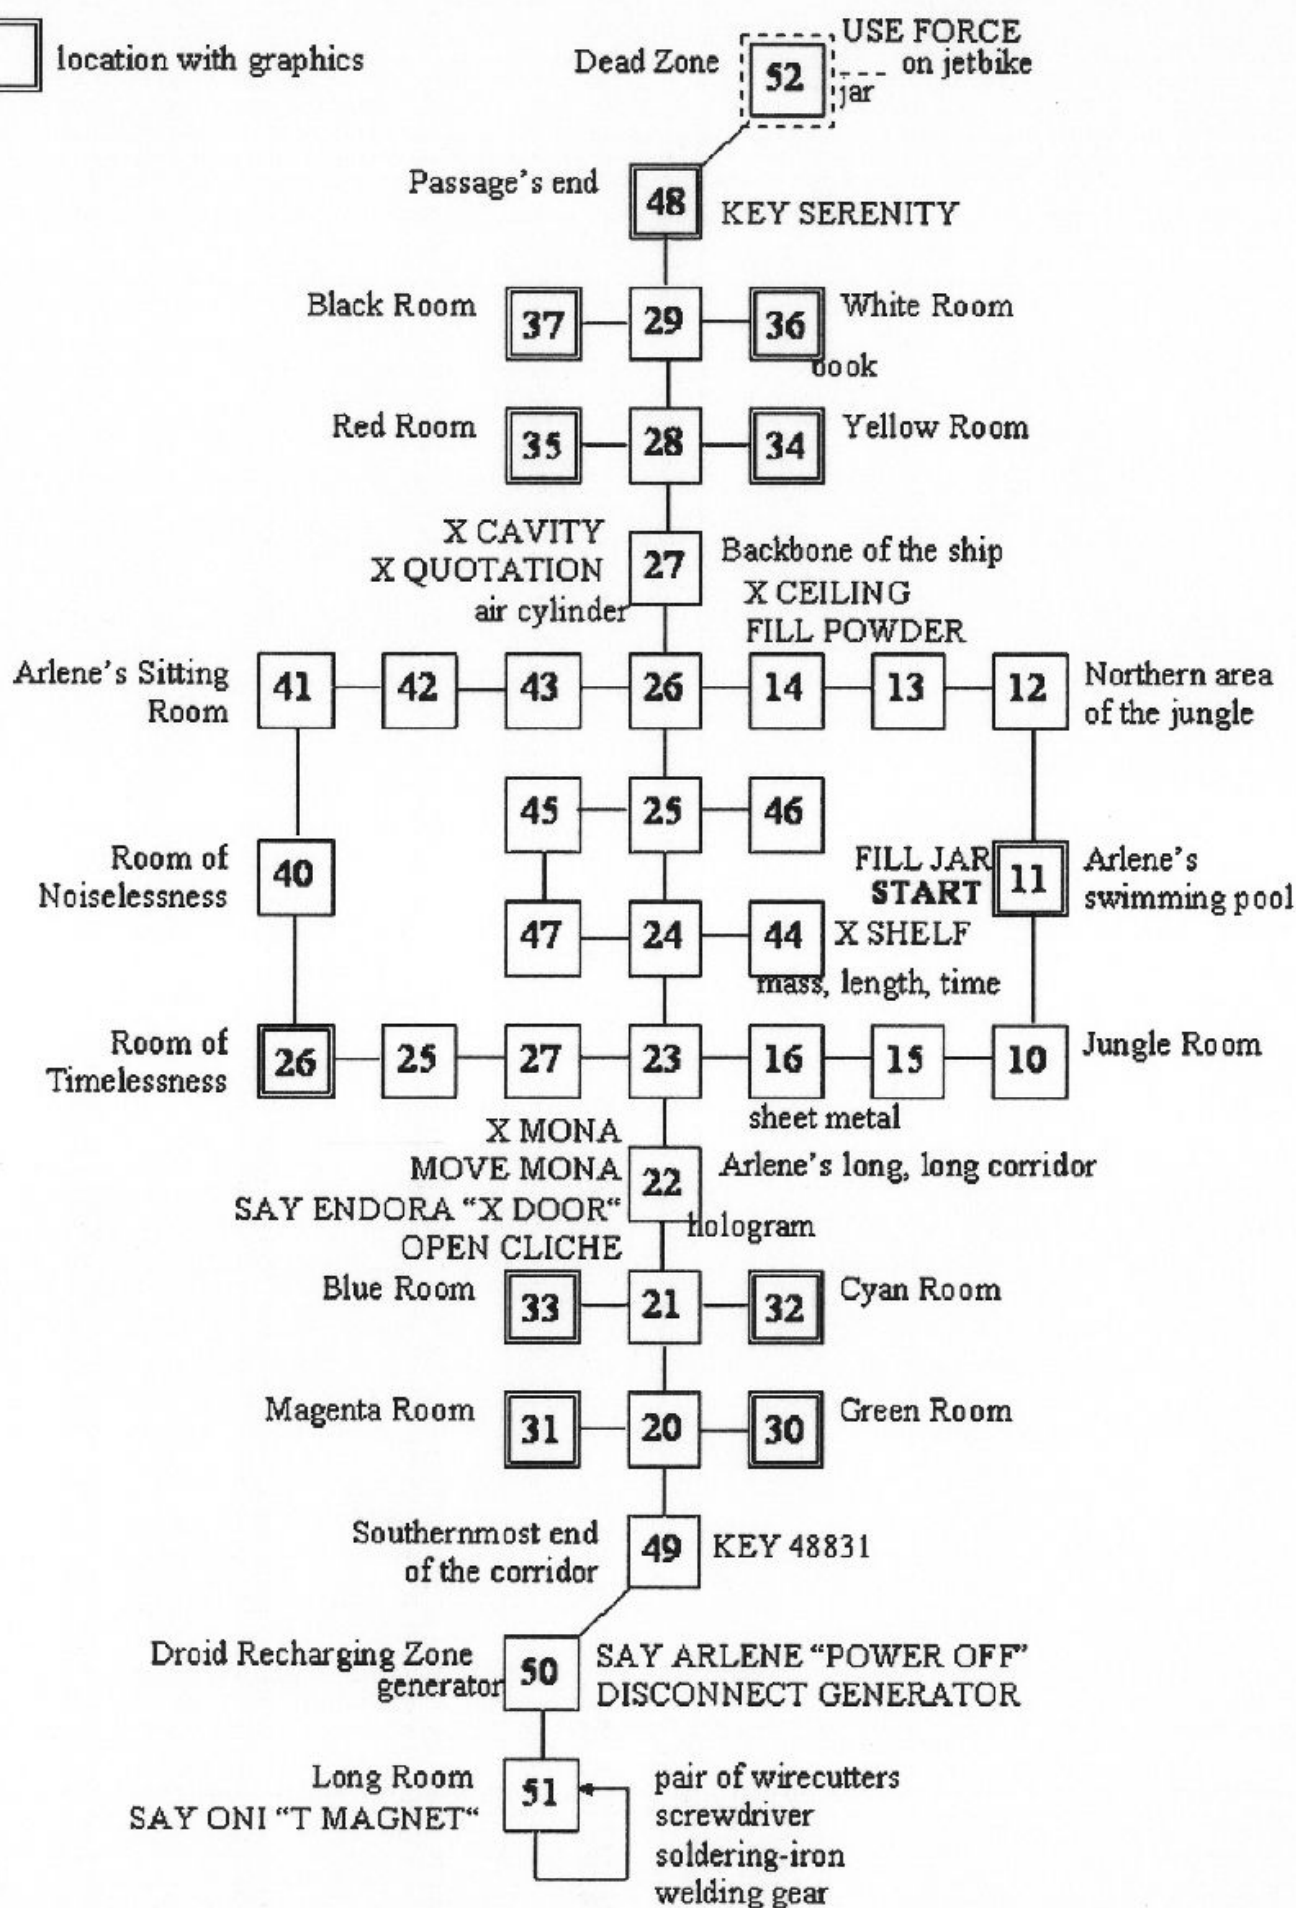 location with graphics
Dead Zone
52
USE FORCE
on jetbike
jar
Passage's end
48
KEY SERENITY
Black Room
37
29
36
White Room
book
Red Room
35
28
34
Yellow Room
X CAVITY
X QUOTATION
air cylinder
27
Backbone of the ship
X CEILING
FILL POWDER
Arlene's Sitting
Room
41
42
43
26
14
13
12
Northern area
of the jungle
45
25
46
Room of
Noiselessness
40
FILL JAR
START
11
Arlene's
swimming pool
47
24
44
X SHELF
mass, length, time
Room of
Timelessness
26
25
27
23
16
15
10
Jungle Room
sheet metal
X MONA
MOVE MONA
SAY ENDORA "X DOOR"
OPEN CLICHE
22
Arlene's long, long corridor
hologram
Blue Room
33
21
32
Cyan Room
Magenta Room
31
20
30
Green Room
Southernmost end
of the corridor
49
KEY 48831
Droid Recharging Zone
generator
50
SAY ARLENE "POWER OFF"
DISCONNECT GENERATOR
Long Room
SAY ONI "T MAGNET"
51
pair of wirecutters
screwdriver
soldering-iron
welding gear